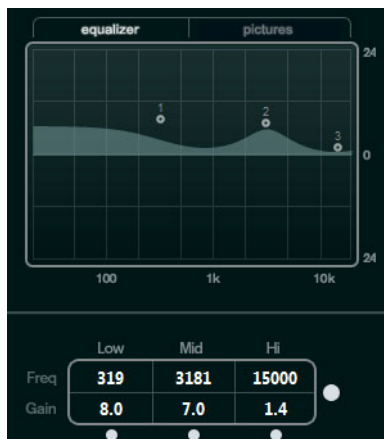 equalizer pictures
24
1
2
3
0
24
100 1k 10k
Low Mid Hi
Freq 319 3181 15000
Gain 8.0 7.0 1.4